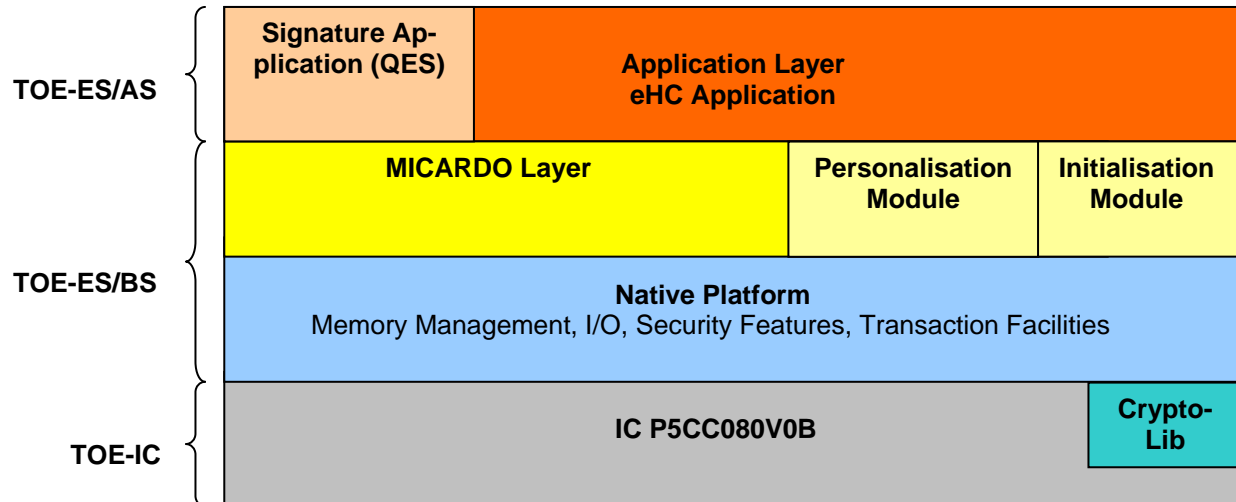 TOE-ES/AS
Signature Ap-
plication (QES)
Application Layer
eHC Application
TOE-ES/BS
MICARDO Layer
Personalisation
Module
Initialisation
Module
Native Platform
Memory Management, I/O, Security Features, Transaction Facilities
TOE-IC
IC P5CC080V0B
Crypto-
Lib